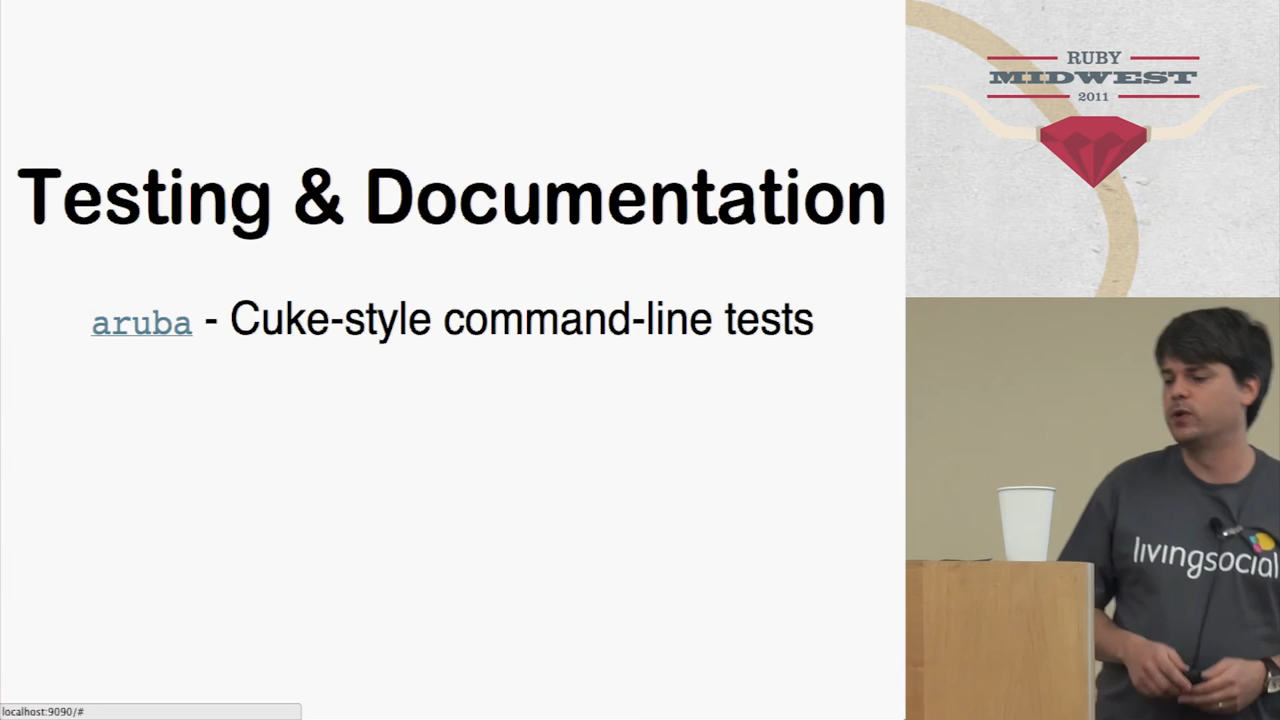 Testing & Documentation
aruba - Cuke-style command-line tests
localhost:9090/#
RUBY
MIDWEST
2011
livingsocial